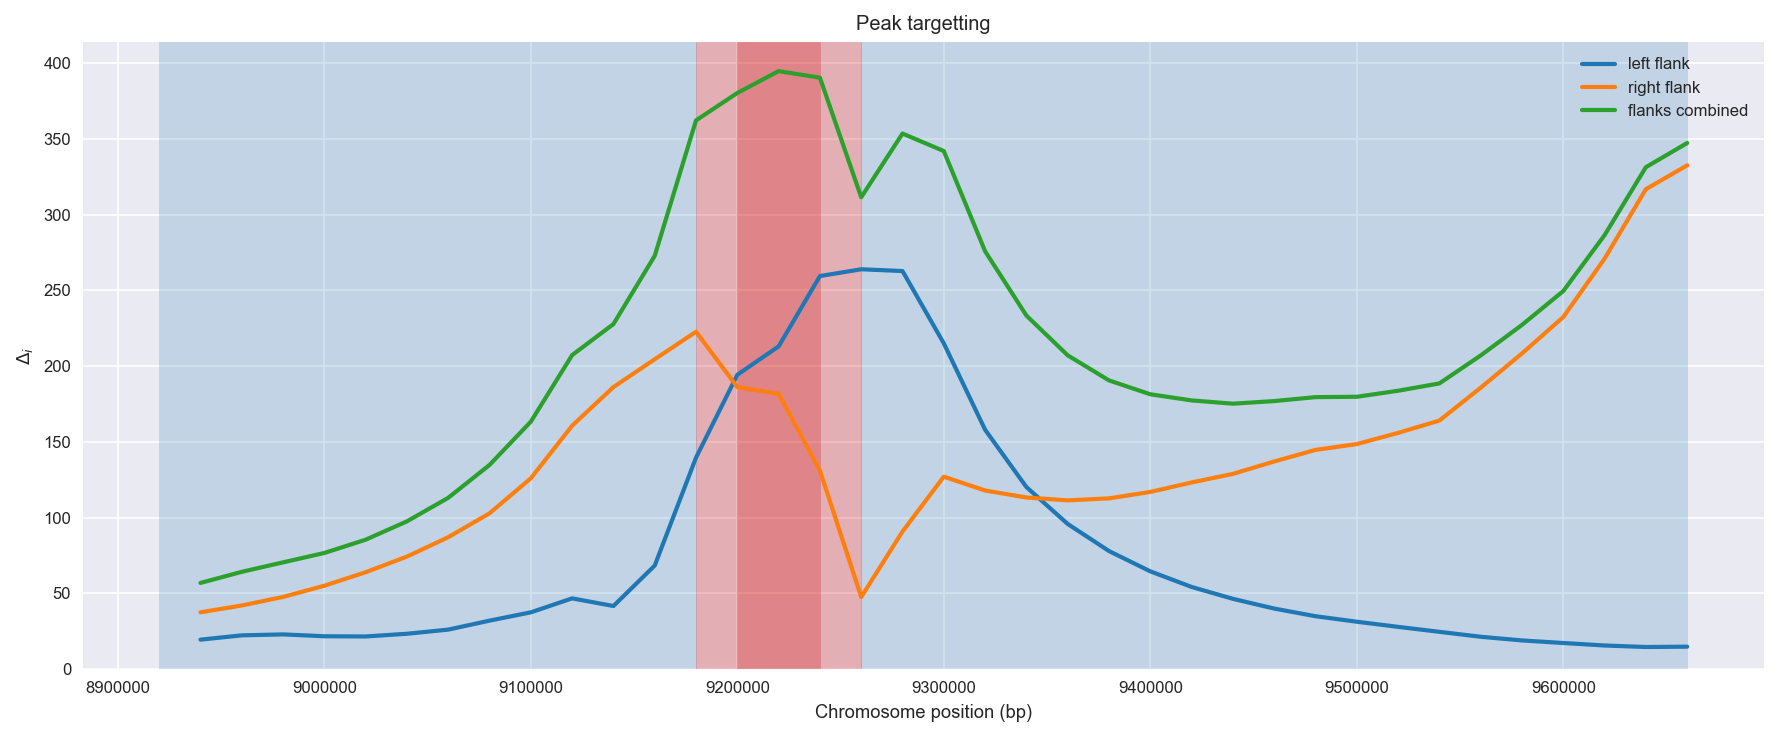 Peak targetting
400
350
300
250
200
150
100
50
0
Δi
left flank
right flank
flanks combined
8900000 9000000 9100000 9200000 9300000 9400000 9500000 9600000
Chromosome position (bp)